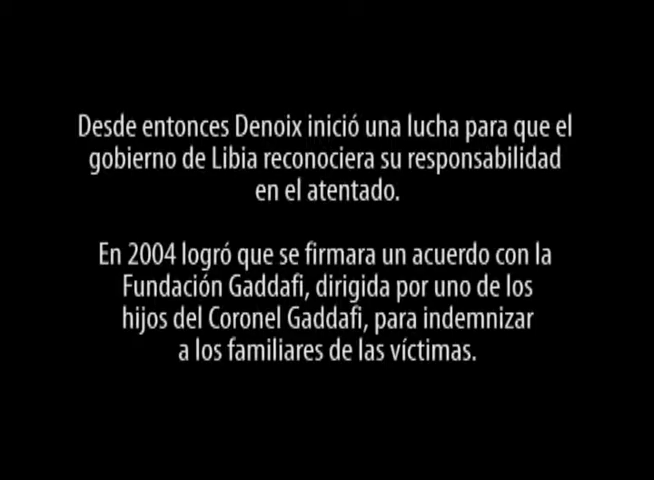 Desde entonces Denoix inició una lucha para que el
gobierno de Libia reconociera su responsabilidad
en el atentado.
En 2004 logró que se firmara un acuerdo con la
Fundación Gaddafi, dirigida por uno de los
hijos del Coronel Gaddafi, para indemnizar
a los familiares de las víctimas.